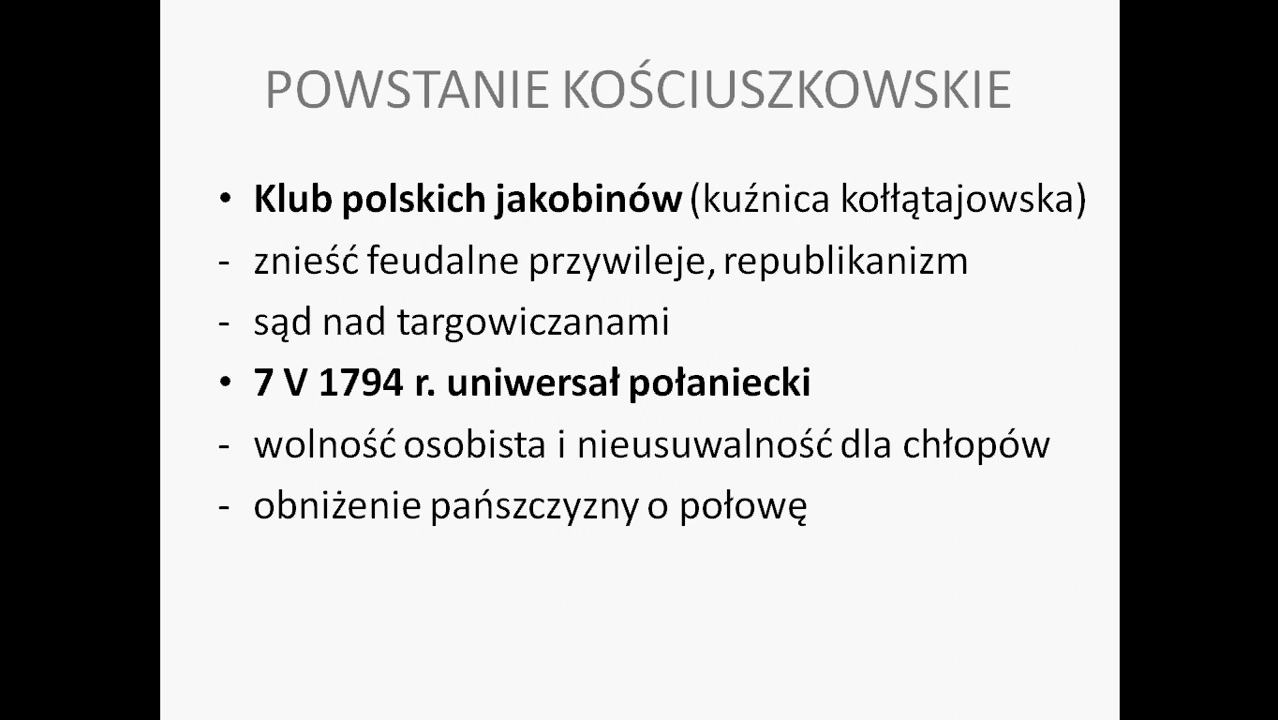 POWSTANIE KOŚCIUSZKOWSKIE
• Klub polskich jakobinów (kuźnica kołłątajowska)
- znieść feudalne przywileje, republikanizm
- sąd nad targowiczanami
• 7 V 1794 r. uniwersał połaniecki
- wolność osobista i nieusuwalność dla chłopów
- obniżenie pańszczyzny o połowę